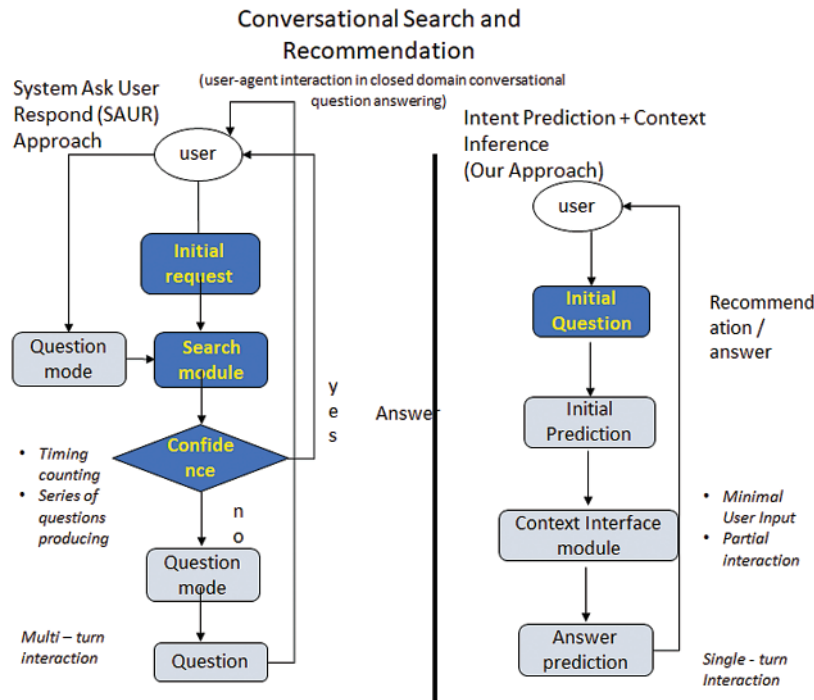 Conversational Search and
Recommendation
(user-agent interaction in closed domain conversational
question answering)
System Ask User
Respond (SAUR)
Approach
user
Initial
request
Question
mode
Search
module
y
e
s
Answer
Confide
nce
• Timing
counting
• Series of
questions
producing
n
o
Question
mode
Multi – turn
interaction
Question
Intent Prediction + Context
Inference
(Our Approach)
user
Initial
Question
Recommend
ation /
answer
Initial
Prediction
Context Interface
module
• Minimal
User Input
• Partial
interaction
Answer
prediction
Single - turn
Interaction